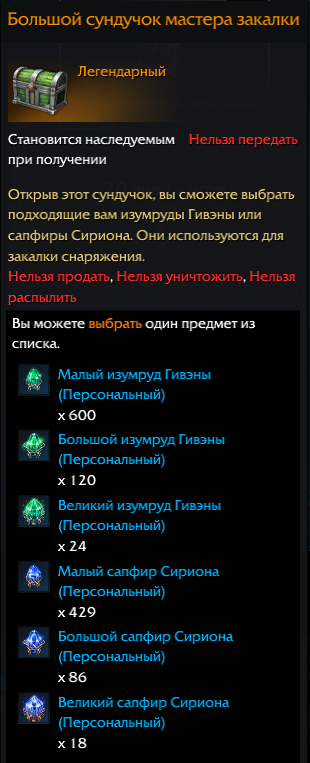 Большой сундучок мастера закалки
Легендарный
Становится наследуемым Нельзя передать
при получении
Открыв этот сундучок, вы сможете выбрать
подходящие вам изумруды Гивэны или
сапфиры Сириона. Они используются для
закалки снаряжения.
Нельзя продать, Нельзя уничтожить, Нельзя
распылить
Вы можете выбрать один предмет из
списка.
Малый изумруд Гивэны
(Персональный)
x 600
Большой изумруд Гивэны
(Персональный)
x 120
Великий изумруд Гивэны
(Персональный)
x 24
Малый сапфир Сириона
(Персональный)
x 429
Большой сапфир Сириона
(Персональный)
x 86
Великий сапфир Сириона
(Персональный)
x 18